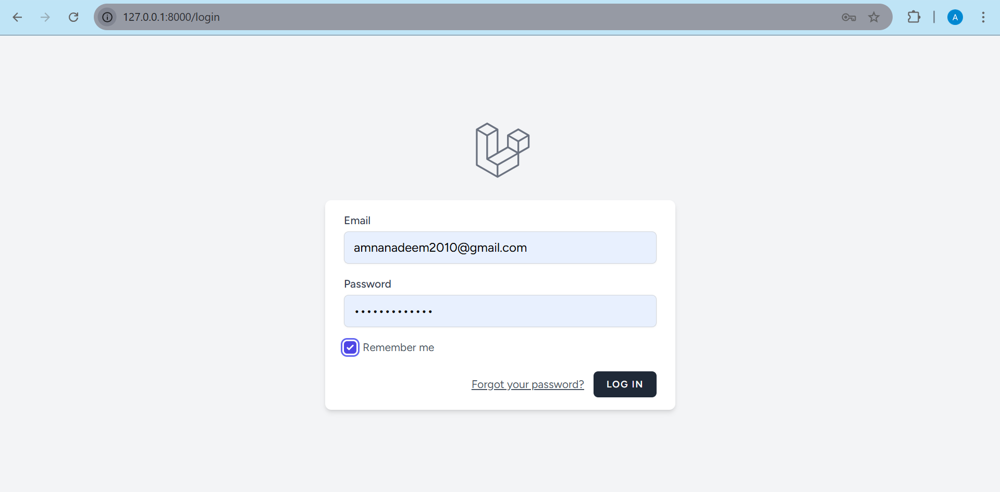 127.0.0.1:8000/login
A
Email
amnanadeem2010@gmail.com
Password
•••••••••••••
Remember me
Forgot your password?
LOG IN